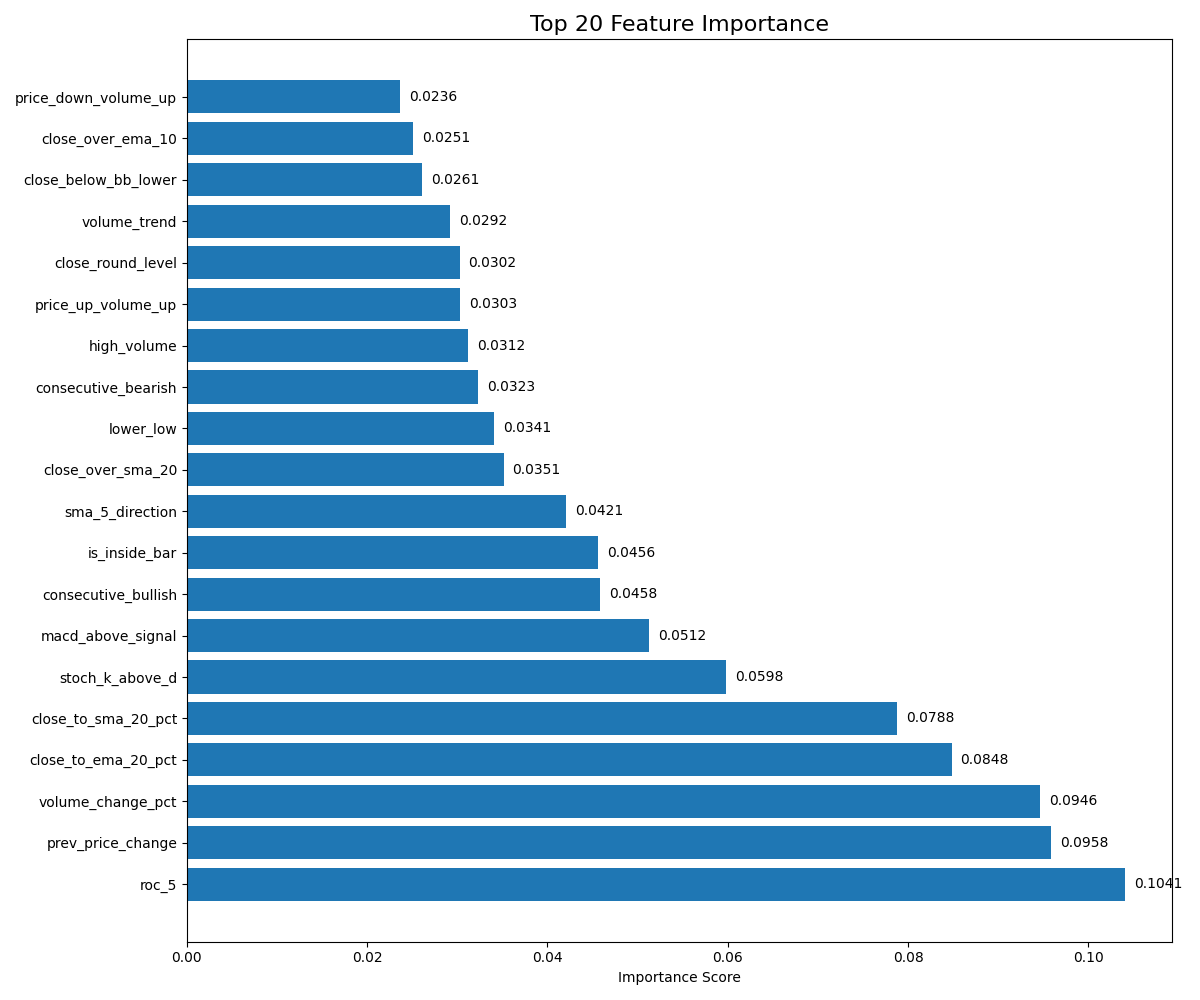 Top 20 Feature Importance
price_down_volume_up 0.0236
close_over_ema_10 0.0251
close_below_bb_lower 0.0261
volume_trend 0.0292
close_round_level 0.0302
price_up_volume_up 0.0303
high_volume 0.0312
consecutive_bearish 0.0323
lower_low 0.0341
close_over_sma_20 0.0351
sma_5_direction 0.0421
is_inside_bar 0.0456
consecutive_bullish 0.0458
macd_above_signal 0.0512
stoch_k_above_d 0.0598
close_to_sma_20_pct 0.0788
close_to_ema_20_pct 0.0848
volume_change_pct 0.0946
prev_price_change 0.0958
roc_5 0.1041
0.00 0.02 0.04 0.06 0.08 0.10
Importance Score